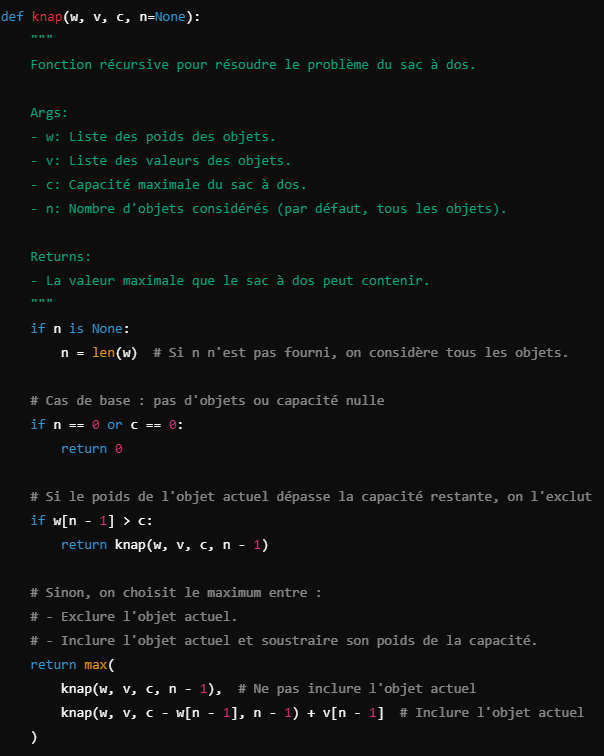 def knap(w, v, c, n=None):
    """
    Fonction récursive pour résoudre le problème du sac à dos.

    Args:
    - w: Liste des poids des objets.
    - v: Liste des valeurs des objets.
    - c: Capacité maximale du sac à dos.
    - n: Nombre d'objets considérés (par défaut, tous les objets).

    Returns:
    - La valeur maximale que le sac à dos peut contenir.
    """
    if n is None:
        n = len(w)  # Si n n'est pas fourni, on considère tous les objets.

    # Cas de base : pas d'objets ou capacité nulle
    if n == 0 or c == 0:
        return 0

    # Si le poids de l'objet actuel dépasse la capacité restante, on l'exclut
    if w[n - 1] > c:
        return knap(w, v, c, n - 1)

    # Sinon, on choisit le maximum entre :
    # - Exclure l'objet actuel.
    # - Inclure l'objet actuel et soustraire son poids de la capacité.
    return max(
        knap(w, v, c, n - 1),  # Ne pas inclure l'objet actuel
        knap(w, v, c - w[n - 1], n - 1) + v[n - 1]  # Inclure l'objet actuel
    )